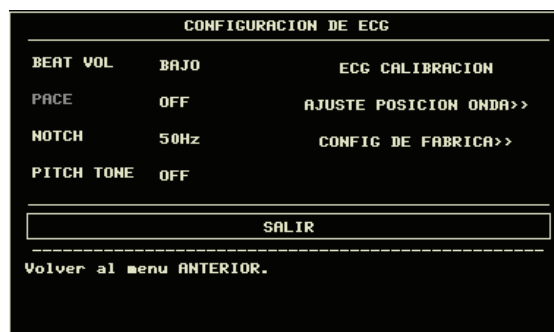 CONFIGURACION DE ECG
BEAT VOL BAJO ECG CALIBRACION
PACE OFF AJUSTE POSICION ONDA>>
NOTCH 50Hz CONFIG DE FABRICA>>
PITCH TONE OFF
SALIR
Volver al menu ANTERIOR.